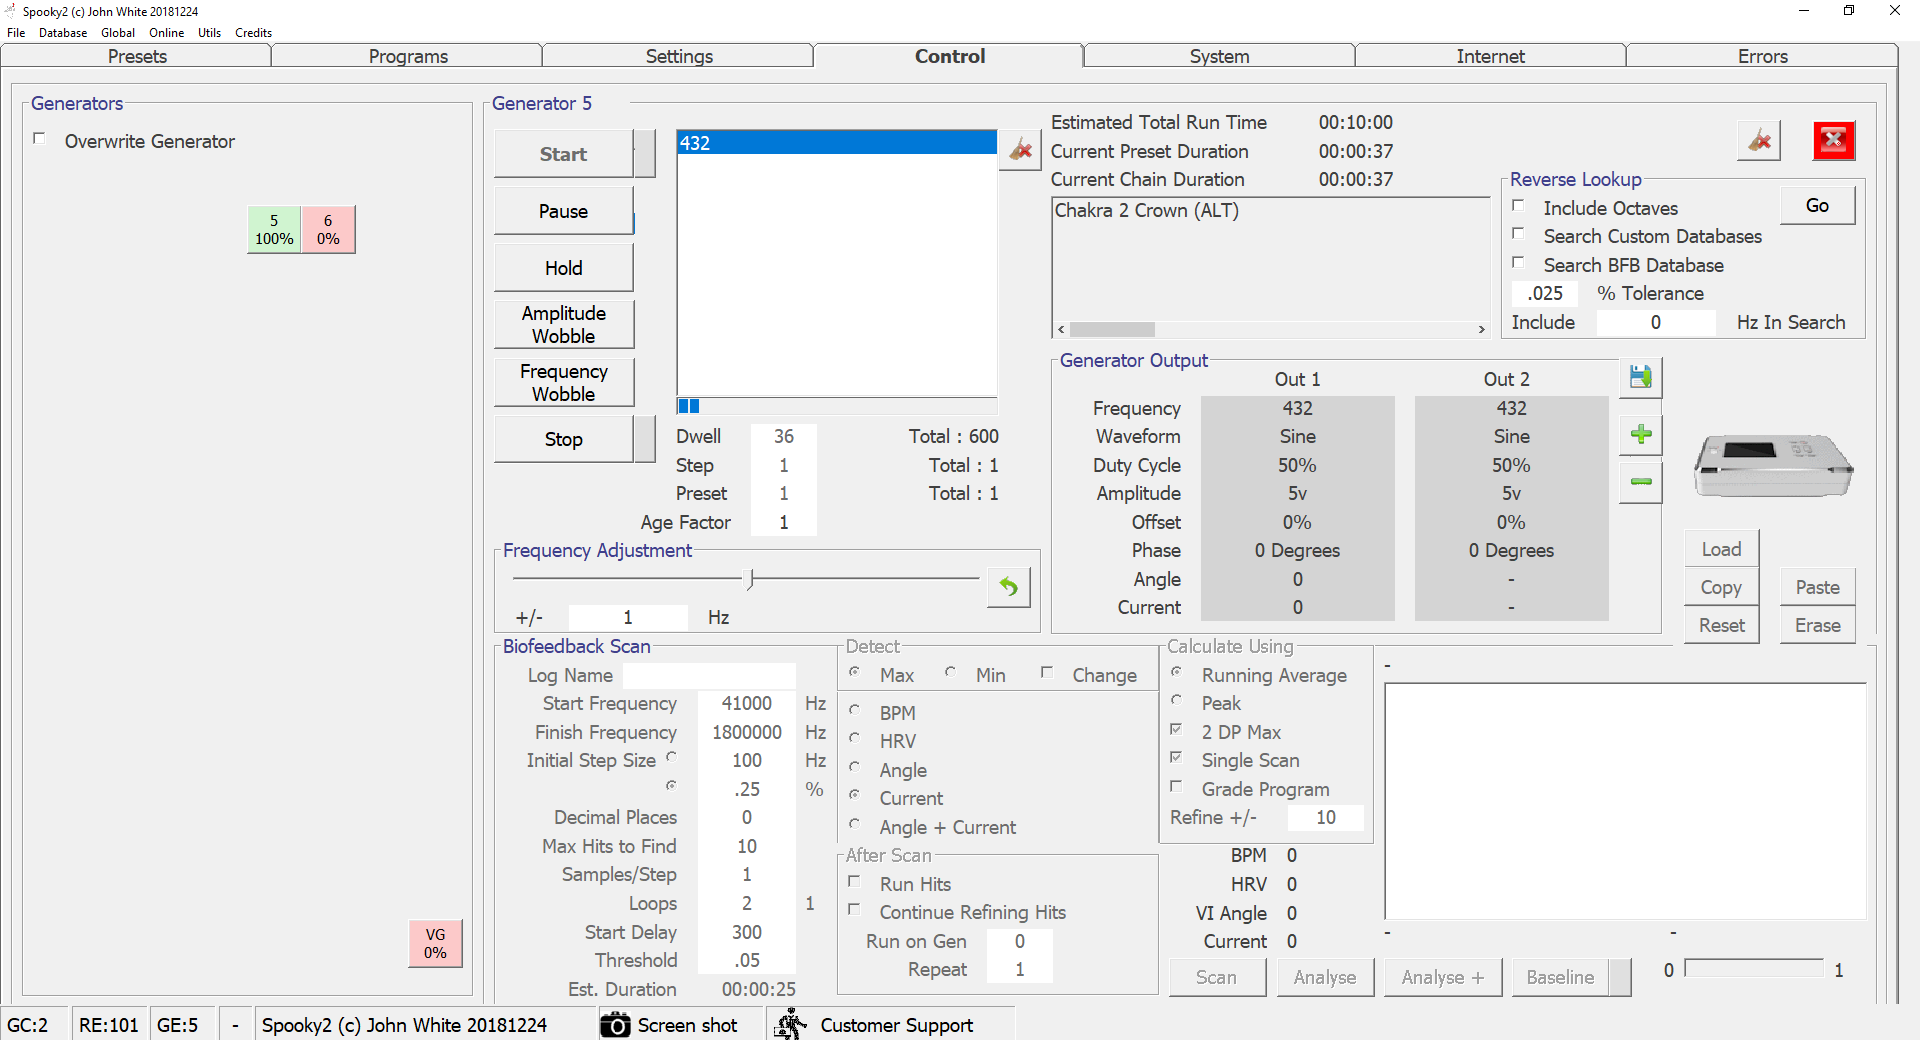 Spooky2 (c) John White 20181224
File Database Global Online Utils Credits
Presets Programs Settings Control System Internet Errors
Generators
Overwrite Generator
5
100%
6
0%
VG
0%
Generator 5
Start
Pause
Hold
Amplitude
Wobble
Frequency
Wobble
Stop
432
Dwell 36 Total : 600
Step 1 Total : 1
Preset 1 Total : 1
Age Factor 1
Estimated Total Run Time 00:10:00
Current Preset Duration 00:00:37
Current Chain Duration 00:00:37
Chakra 2 Crown (ALT)
Reverse Lookup
Go
Include Octaves
Search Custom Databases
Search BFB Database
.025 % Tolerance
Include 0 Hz In Search
Generator Output
Out 1 Out 2
Frequency 432 432
Waveform Sine Sine
Duty Cycle 50% 50%
Amplitude 5v 5v
Offset 0% 0%
Phase 0 Degrees 0 Degrees
Angle 0 -
Current 0 -
Load
Copy Paste
Reset Erase
Frequency Adjustment
+/- 1 Hz
Biofeedback Scan
Log Name
Start Frequency 41000 Hz
Finish Frequency 1800000 Hz
Initial Step Size 100 Hz
.25 %
Decimal Places 0
Max Hits to Find 10
Samples/Step 1
Loops 2 1
Start Delay 300
Threshold .05
Est. Duration 00:00:25
Detect
Max Min Change
BPM
HRV
Angle
Current
Angle + Current
After Scan
Run Hits
Continue Refining Hits
Run on Gen 0
Repeat 1
Calculate Using
Running Average
Peak
2 DP Max
Single Scan
Grade Program
Refine +/- 10
BPM 0
HRV 0
VI Angle 0
Current 0
-
- -
Scan Analyse Analyse + Baseline 0 1
GC:2 RE:101 GE:5 - Spooky2 (c) John White 20181224 Screen shot Customer Support